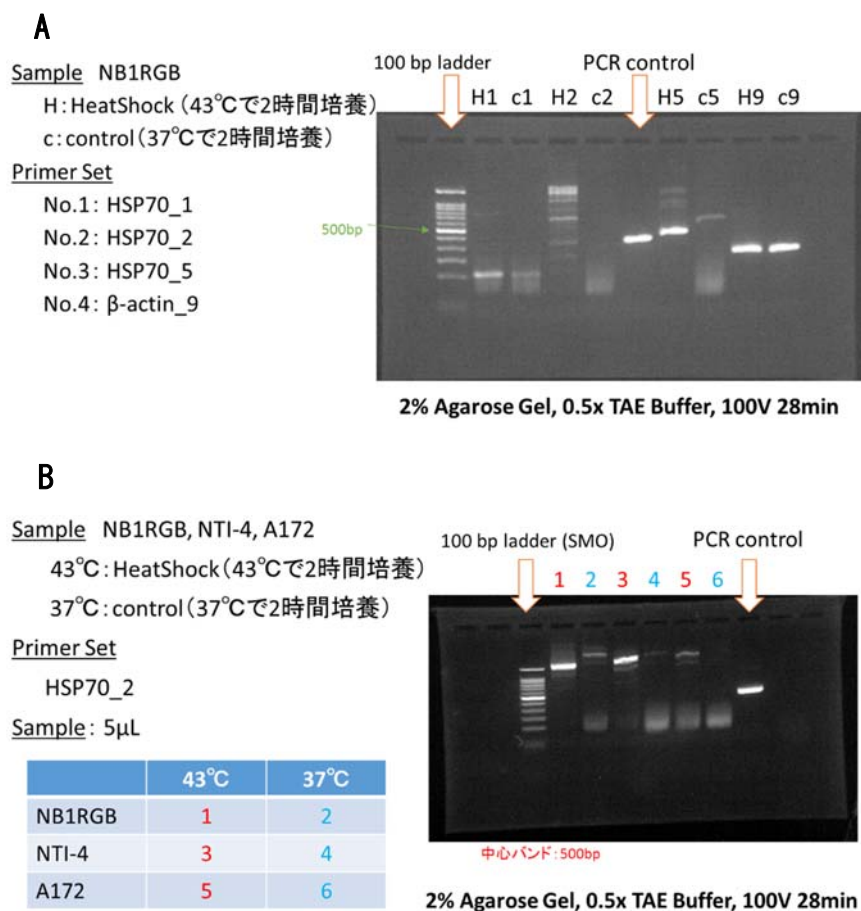 A
Sample NB1RGB
H:HeatShock(43℃で2時間培養)
c:control(37℃で2時間培養)
Primer Set
No.1: HSP70_1
No.2: HSP70_2
No.3: HSP70_5
No.4: β-actin_9
100 bp ladder
PCR control
H1 c1 H2 c2 H5 c5 H9 c9
500bp
2% Agarose Gel, 0.5x TAE Buffer, 100V 28min
B
Sample NB1RGB, NTI-4, A172
43℃:HeatShock(43℃で2時間培養)
37℃:control(37℃で2時間培養)
Primer Set
HSP70_2
Sample: 5μL
43℃ 37℃
NB1RGB 1 2
NTI-4 3 4
A172 5 6
100 bp ladder (SMO)
PCR control
1 2 3 4 5 6
中心バンド:500bp
2% Agarose Gel, 0.5x TAE Buffer, 100V 28min